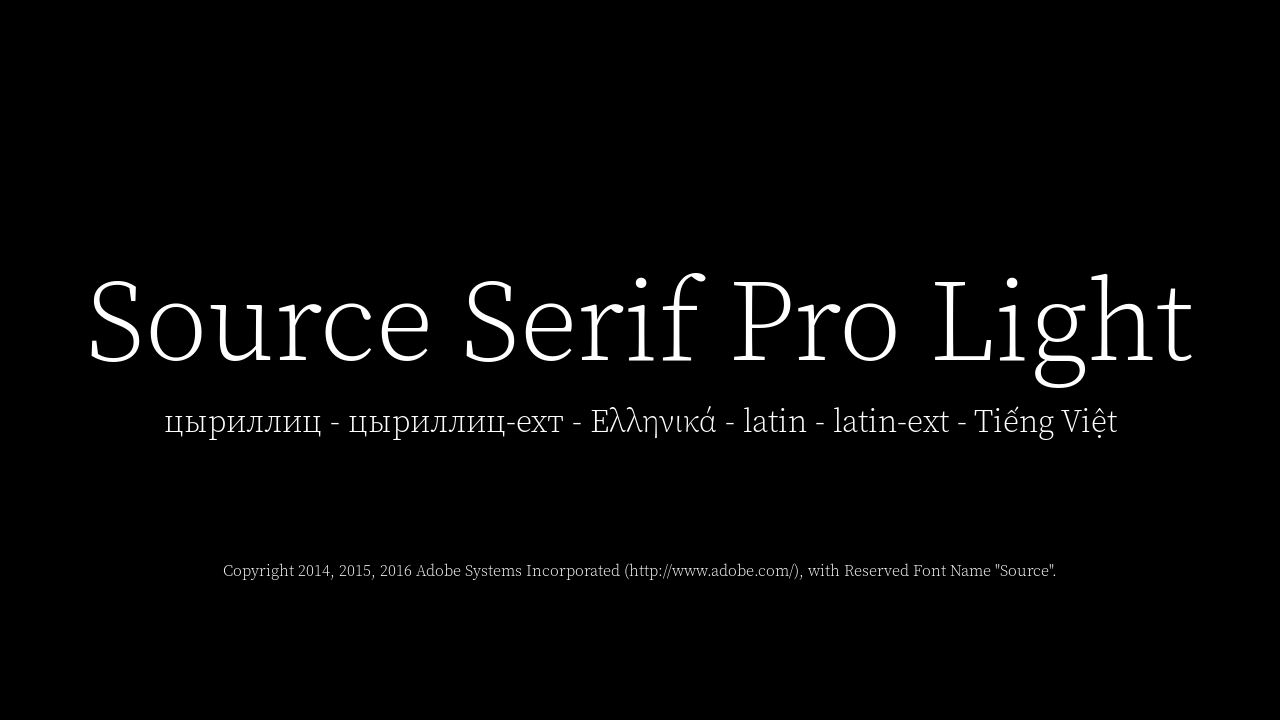 Source Serif Pro Light
цыриллиц - цыриллиц-ехт - Ελληνικά - latin - latin-ext - Tiếng Việt
Copyright 2014, 2015, 2016 Adobe Systems Incorporated (http://www.adobe.com/), with Reserved Font Name "Source".